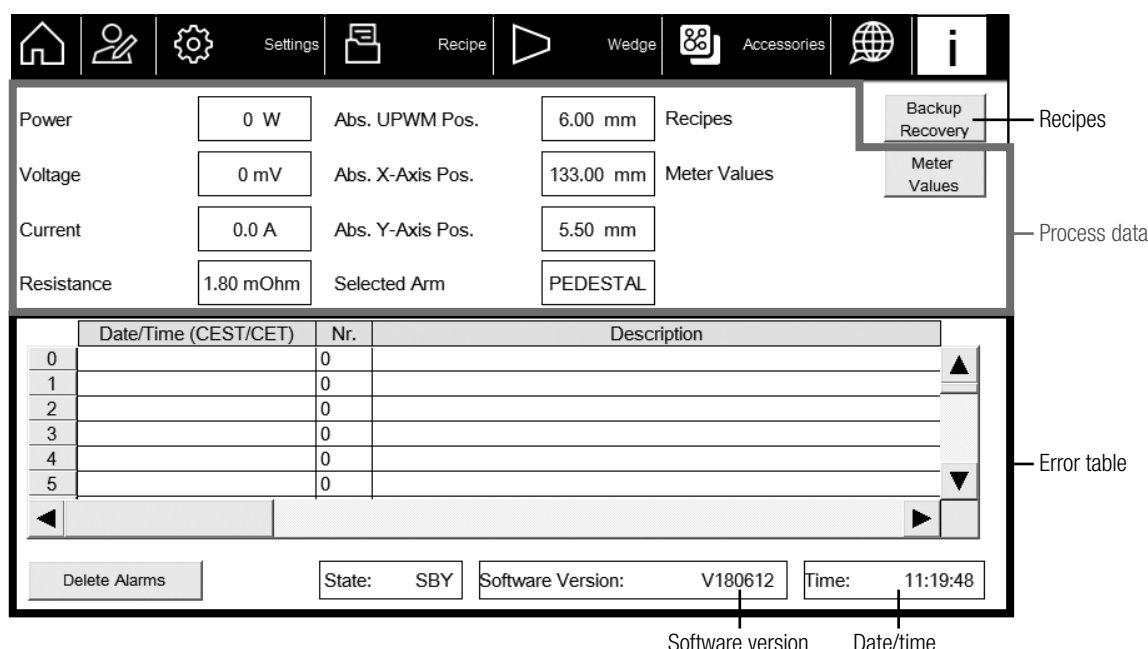 Settings Recipe Wedge Accessories i
Power 0 W Abs. UPWM Pos. 6.00 mm Recipes Backup Recovery Recipes
Voltage 0 mV Abs. X-Axis Pos. 133.00 mm Meter Values Meter Values
Current 0.0 A Abs. Y-Axis Pos. 5.50 mm Process data
Resistance 1.80 mOhm Selected Arm PEDESTAL
Date/Time (CEST/CET) Nr. Description
0 0
1 0
2 0
3 0
4 0 Error table
5 0
Delete Alarms State: SBY Software Version: V180612 Time: 11:19:48
Software version Date/time